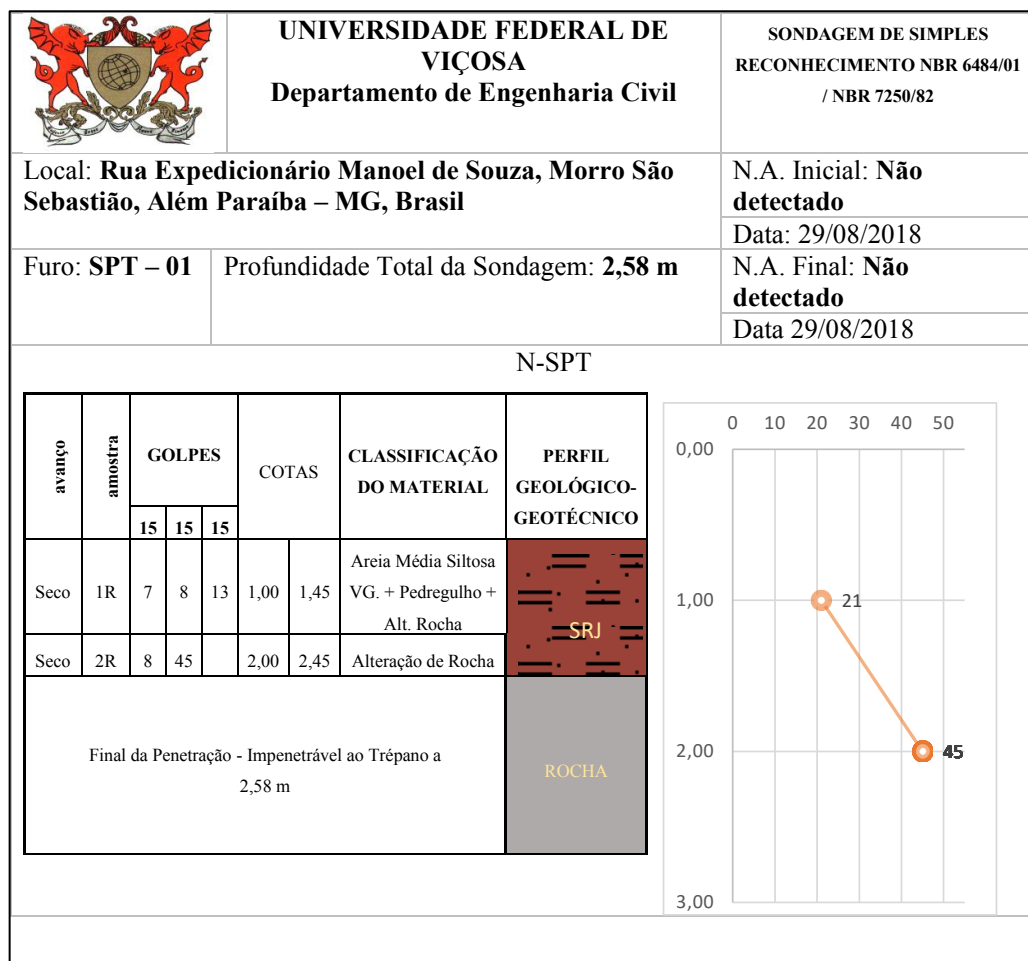 UNIVERSIDADE FEDERAL DE
VIÇOSA
Departamento de Engenharia Civil
SONDAGEM DE SIMPLES
RECONHECIMENTO NBR 6484/01
/ NBR 7250/82
Local: Rua Expedicionário Manoel de Souza, Morro São
Sebastião, Além Paraíba – MG, Brasil
N.A. Inicial: Não
detectado
Data: 29/08/2018
Furo: SPT – 01
Profundidade Total da Sondagem: 2,58 m
N.A. Final: Não
detectado
Data 29/08/2018
N-SPT
avanço
amostra
GOLPES
15 15 15
COTAS
CLASSIFICAÇÃO
DO MATERIAL
PERFIL
GEOLÓGICO-
GEOTÉCNICO
Seco 1R 7 8 13 1,00 1,45
Areia Média Siltosa
VG. + Pedregulho +
Alt. Rocha
SRJ
Seco 2R 8 45 2,00 2,45 Alteração de Rocha
Final da Penetração - Impenetrável ao Trépano a
2,58 m
ROCHA
0 10 20 30 40 50
0,00
1,00
21
2,00
45
3,00